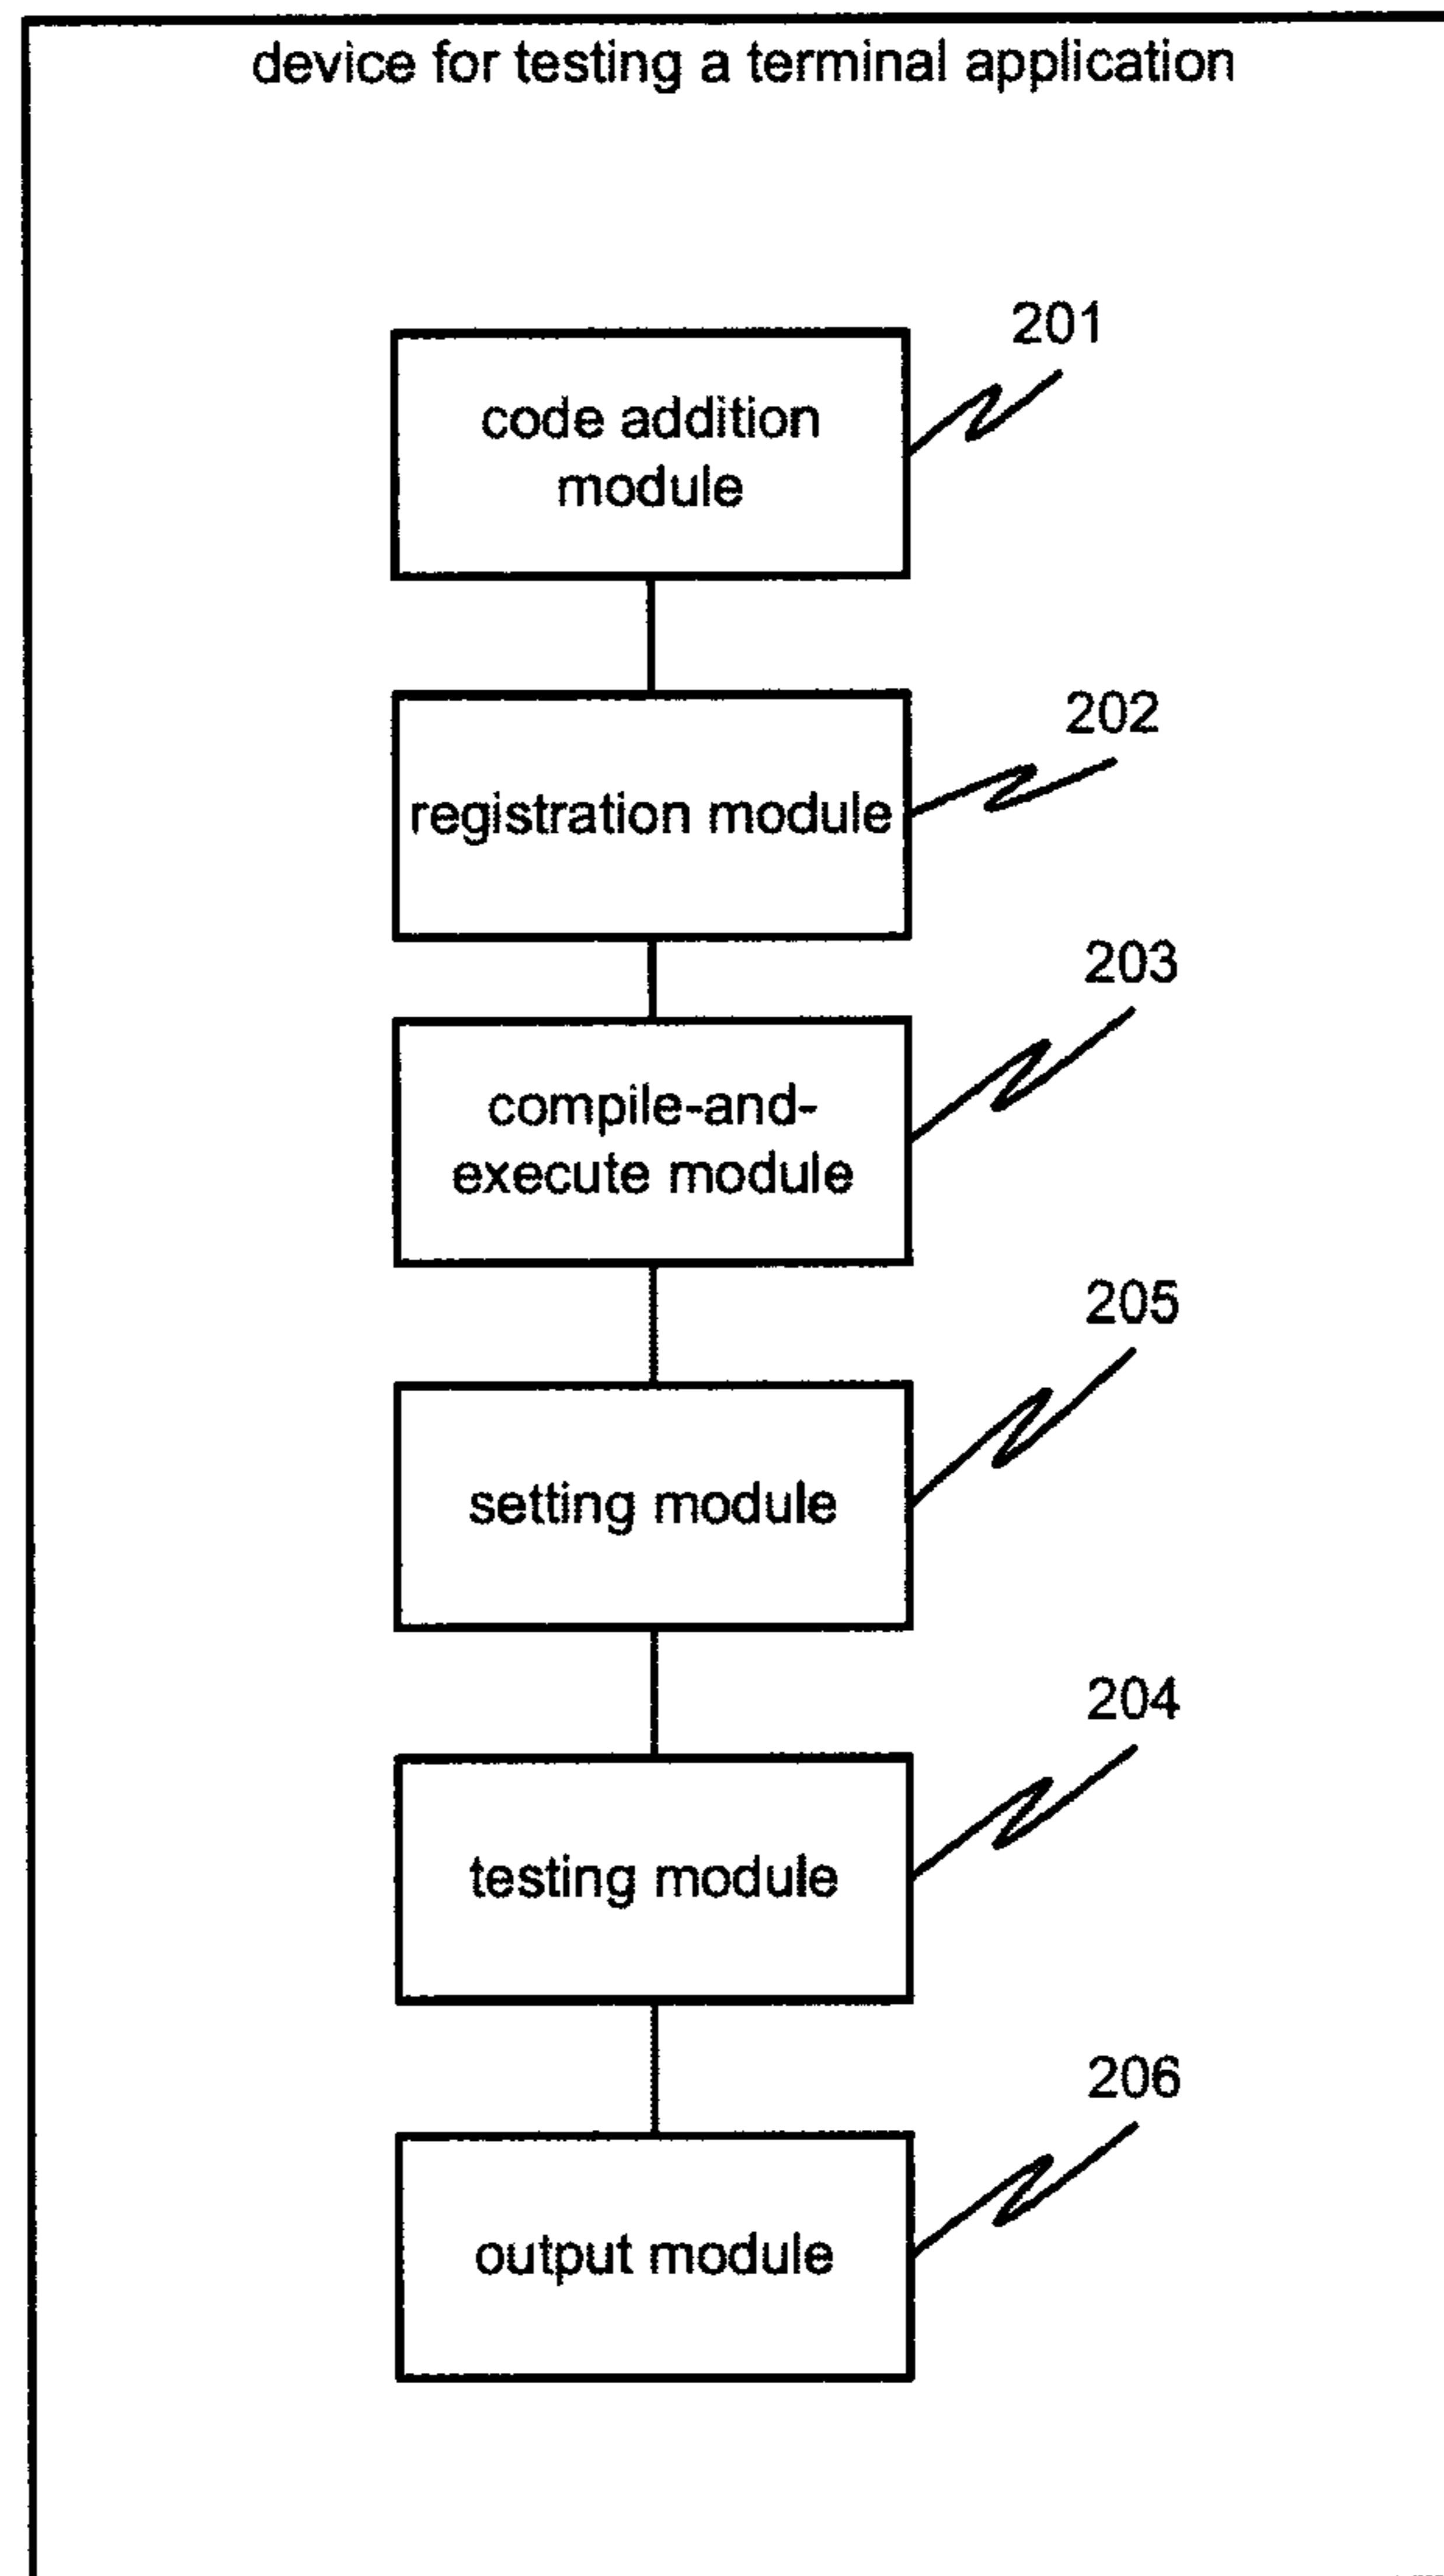 device for testing a terminal application
201
code addition
module
202
registration module
203
compile-and-
execute module
205
setting module
204
testing module
206
output module